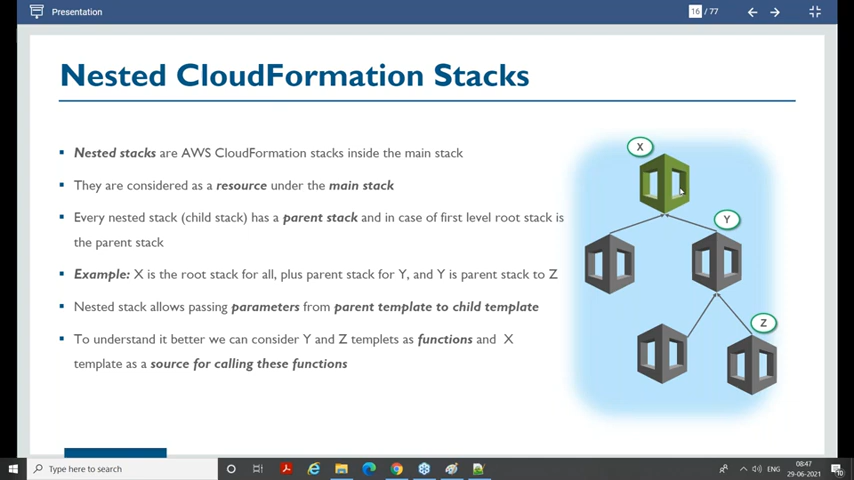 Presentation
16 / 77
Nested CloudFormation Stacks
▪ Nested stacks are AWS CloudFormation stacks inside the main stack
▪ They are considered as a resource under the main stack
▪ Every nested stack (child stack) has a parent stack and in case of first level root stack is
the parent stack
▪ Example: X is the root stack for all, plus parent stack for Y, and Y is parent stack to Z
▪ Nested stack allows passing parameters from parent template to child template
▪ To understand it better we can consider Y and Z templets as functions and X
template as a source for calling these functions
X
Y
Z
Type here to search
ENG
08:47
29-06-2021
10